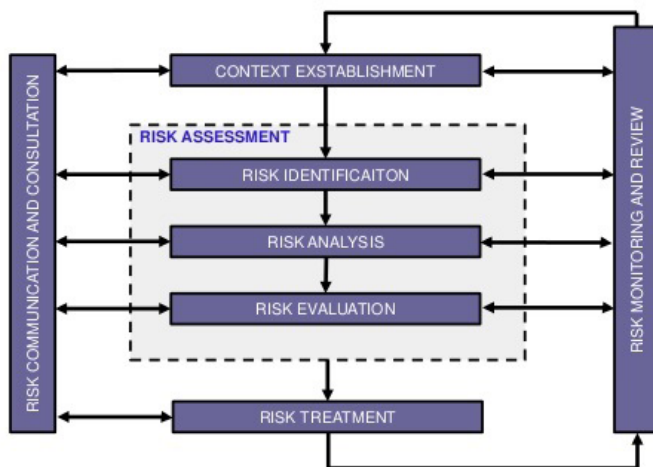 CONTEXT EXSTABLISHMENT
RISK ASSESSMENT
RISK IDENTIFICAITON
RISK ANALYSIS
RISK EVALUATION
RISK TREATMENT
RISK COMMUNICATION AND CONSULTATION
RISK MONITORING AND REVIEW